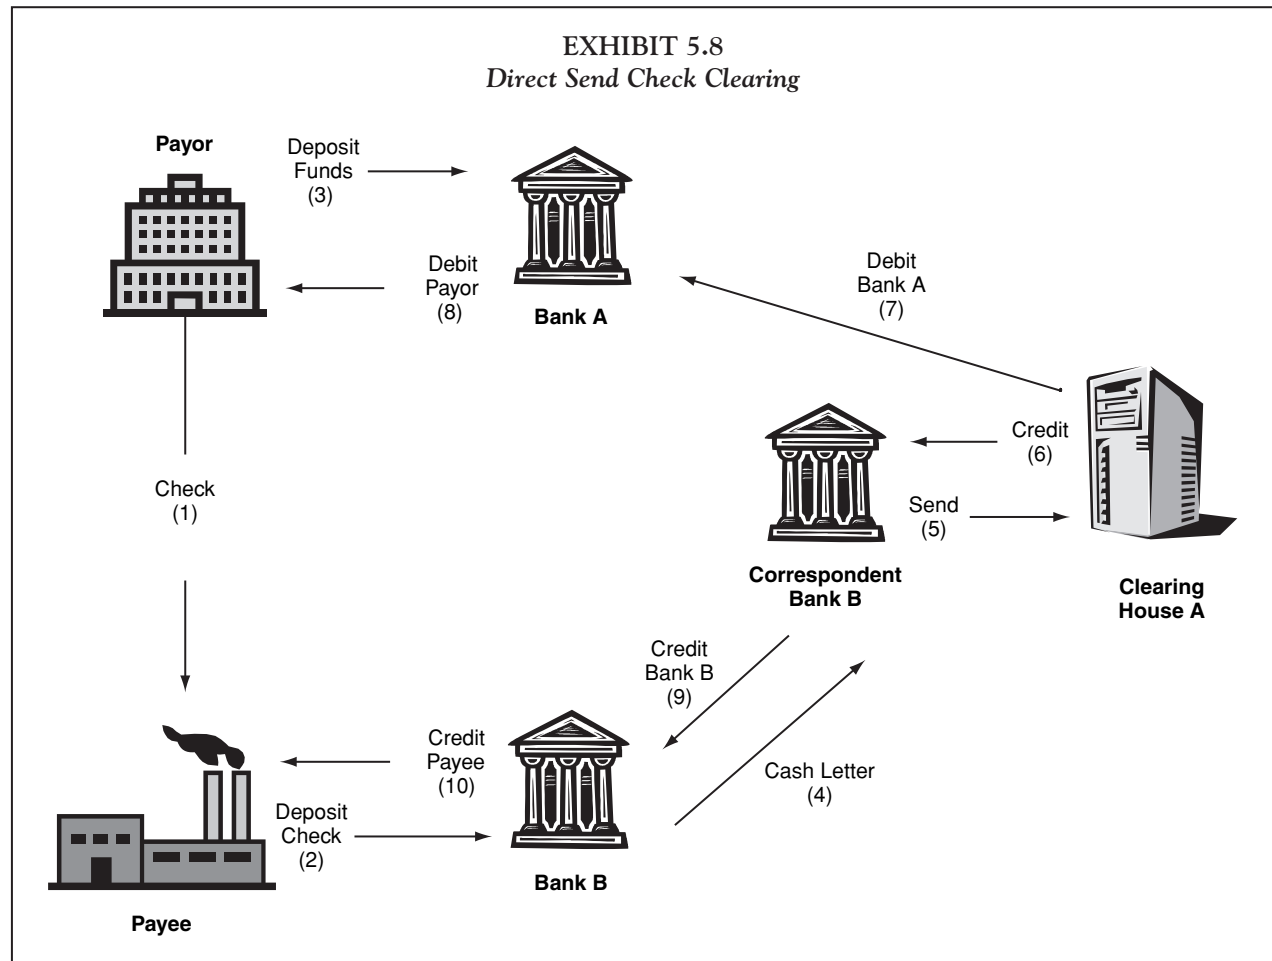 EXHIBIT 5.8
Direct Send Check Clearing
Payor
Deposit
Funds
(3)
Debit
Payor
(8)
Bank A
Debit
Bank A
(7)
Credit
(6)
Send
(5)
Correspondent
Bank B
Clearing
House A
Check
(1)
Credit
Bank B
(9)
Cash Letter
(4)
Credit
Payee
(10)
Deposit
Check
(2)
Bank B
Payee